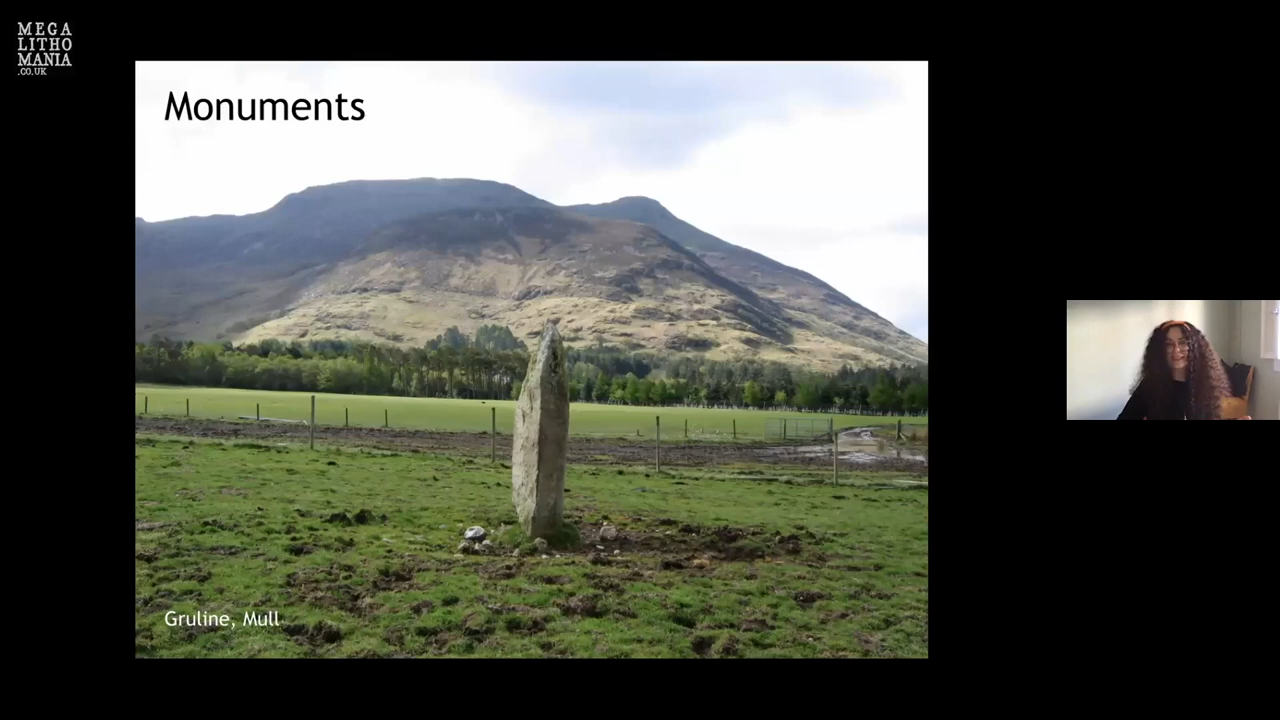 MEGA
LITHO
MANIA
.CO.UK
Monuments
Gruline, Mull